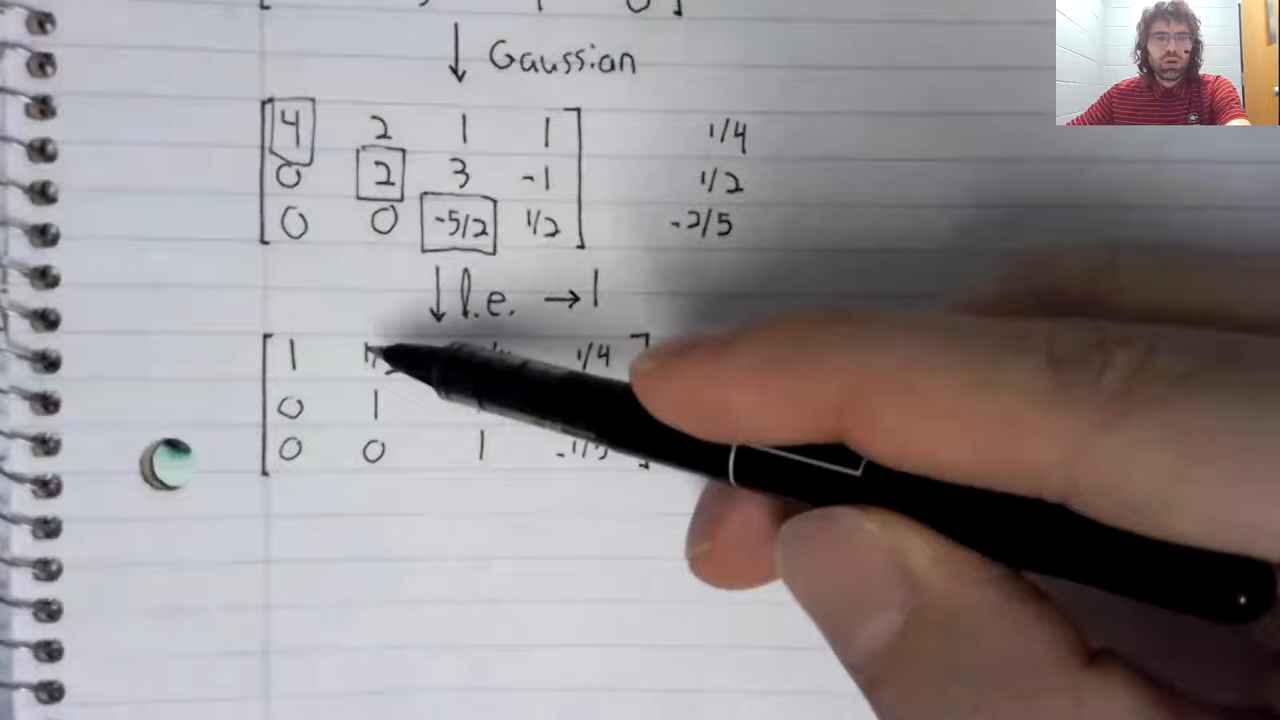 ↓ Gaussian
4 2 1 1 1/4
0 2 3 -1 1/2
0 0 -5/2 1/2 -2/5
↓ l.e. → 1
1 1/4
0 1
0 0 1